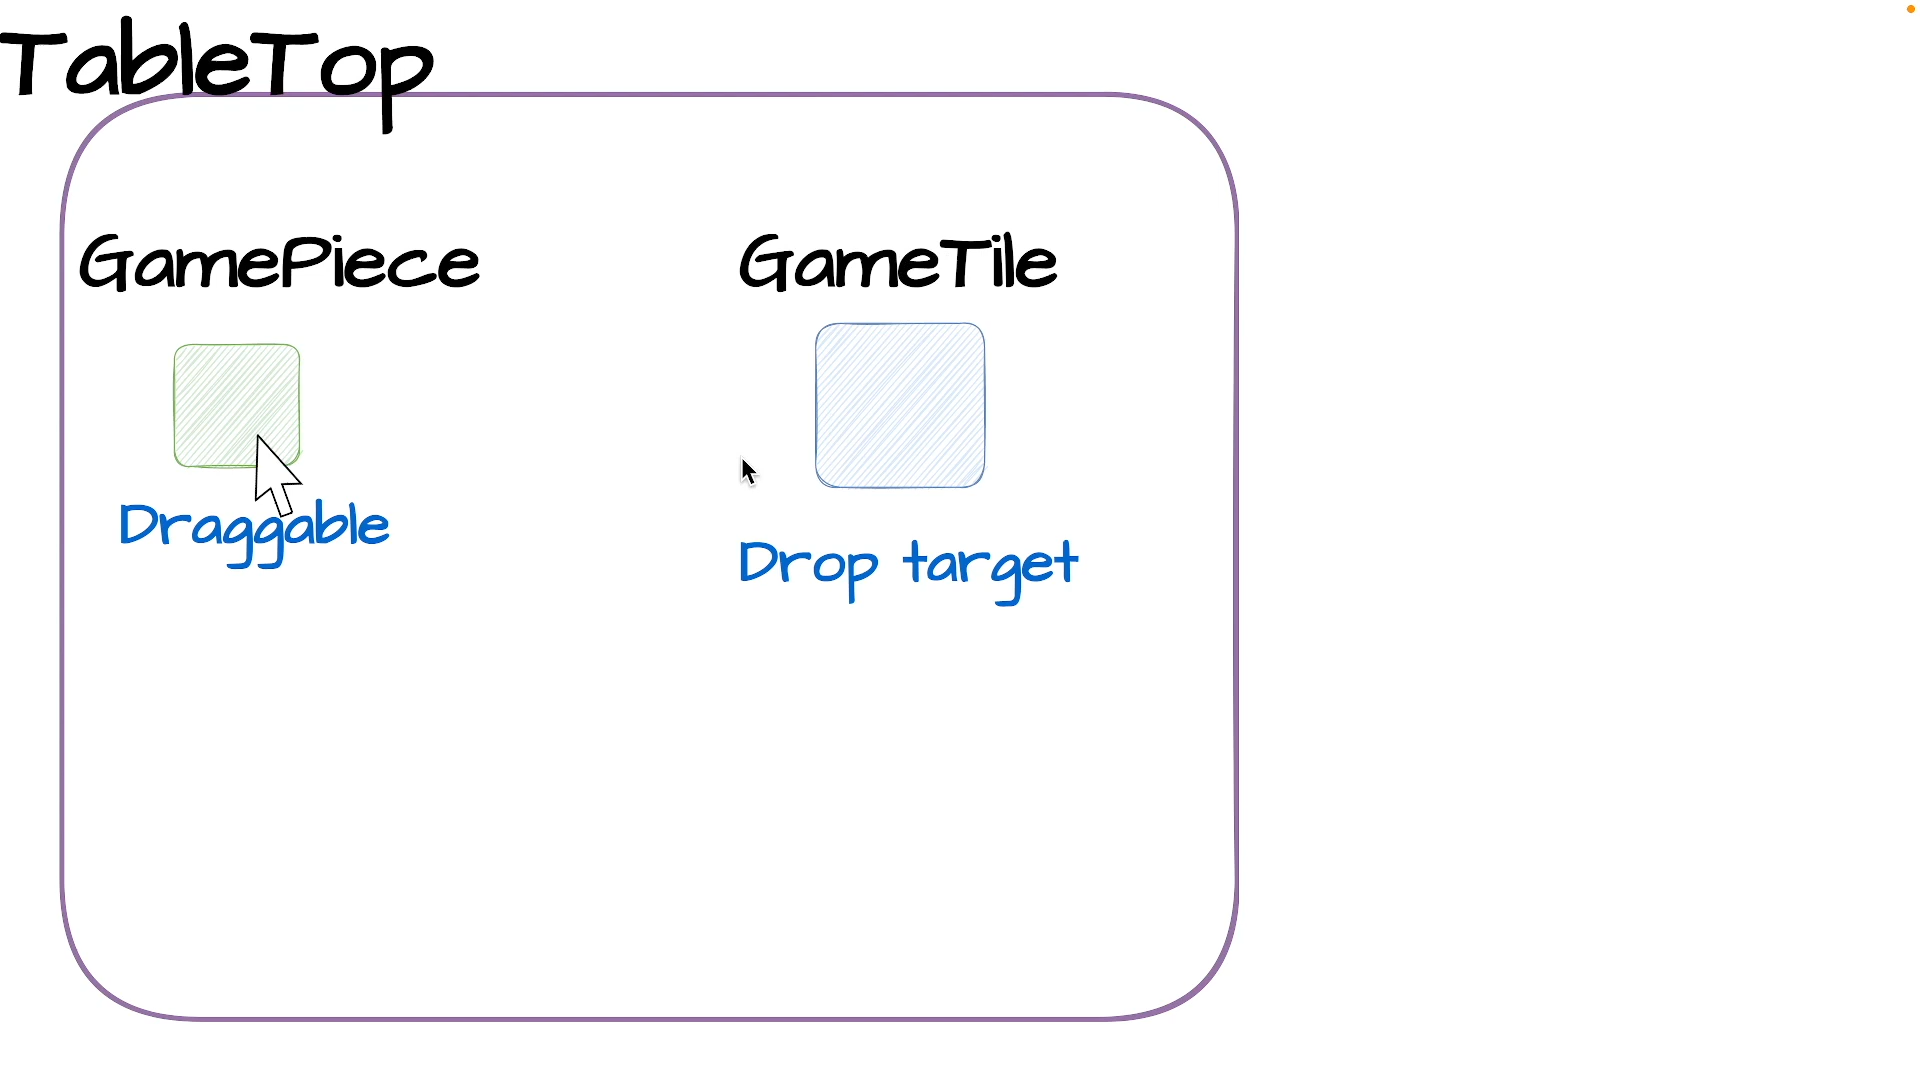 TableTop
GamePiece
GameTile
Draggable
Drop target